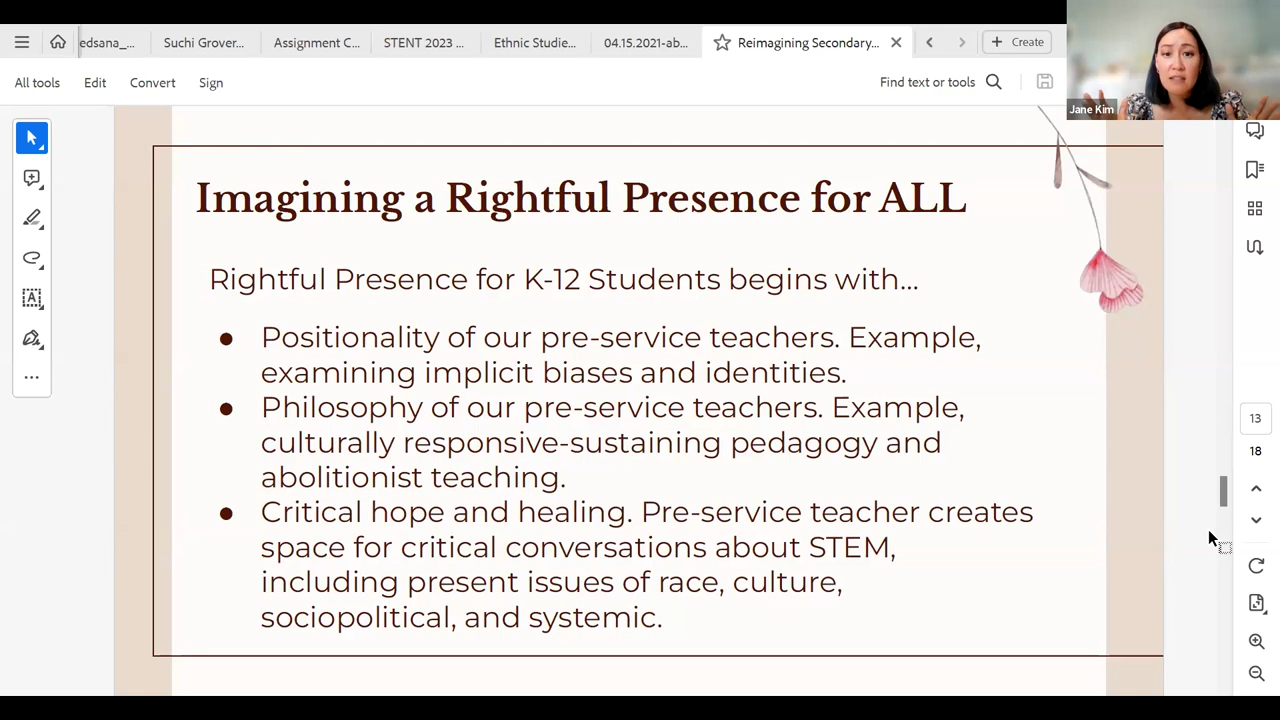 edsana_...
Suchi Grover...
Assignment C...
STENT 2023 ...
Ethnic Studie...
04.15.2021-ab...
Reimagining Secondary...
Create
All tools
Edit
Convert
Sign
Find text or tools
Jane Kim
Imagining a Rightful Presence for ALL
Rightful Presence for K-12 Students begins with...
● Positionality of our pre-service teachers. Example,
examining implicit biases and identities.
● Philosophy of our pre-service teachers. Example,
culturally responsive-sustaining pedagogy and
abolitionist teaching.
● Critical hope and healing. Pre-service teacher creates
space for critical conversations about STEM,
including present issues of race, culture,
sociopolitical, and systemic.
13
18